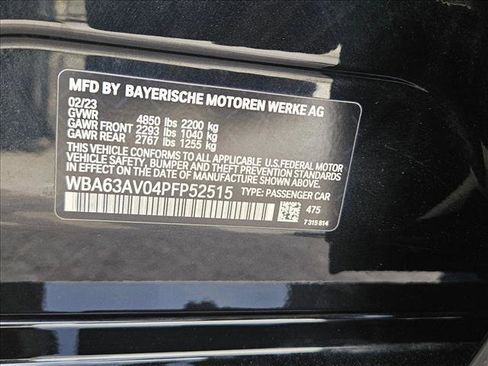 MFD BY BAYERISCHE MOTOREN WERKE AG
02/23
GVWR 4850 lbs 2200 kg
GAWR FRONT 2293 lbs 1040 kg
GAWR REAR 2767 lbs 1255 kg
THIS VEHICLE CONFORMS TO ALL APPLICABLE U.S. FEDERAL MOTOR
VEHICLE SAFETY, BUMPER AND THEFT PREVENTION STANDARDS
IN EFFECT ON THE DATE OF MANUFACTURE SHOWN ABOVE.
WBA63AV04PFP52515 TYPE: PASSENGER CAR
475
7 315 814